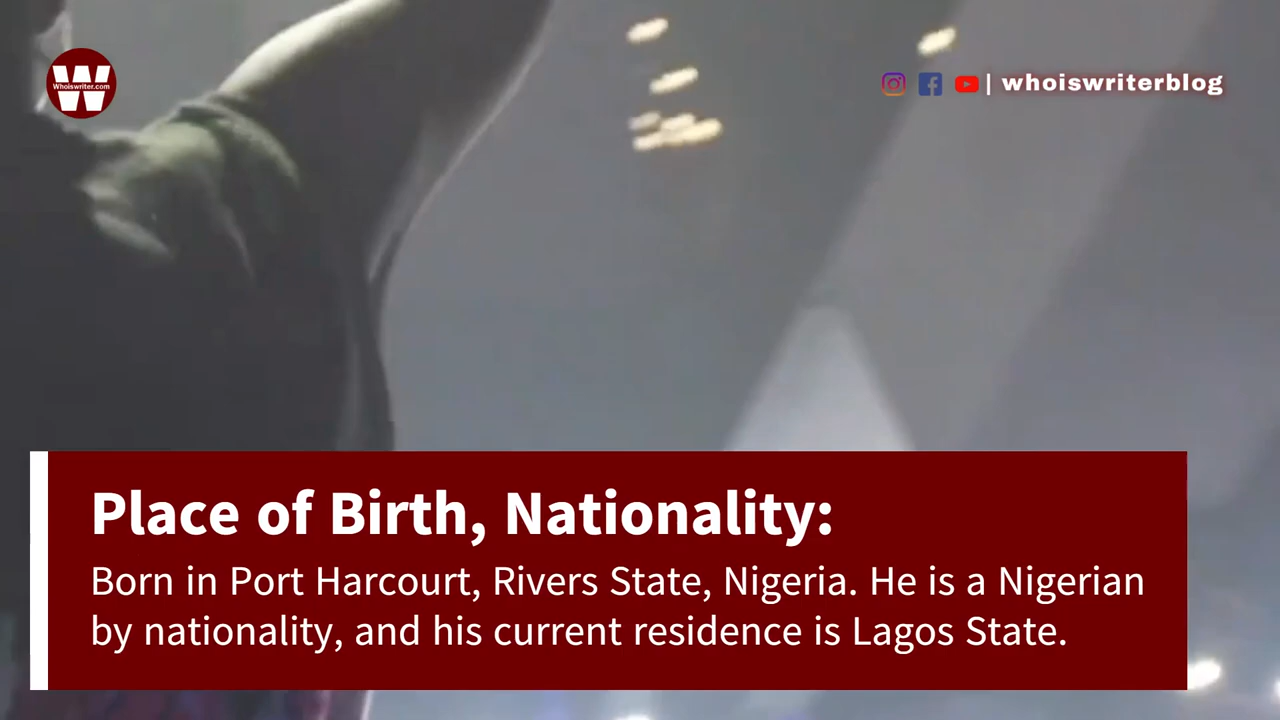 W
Whoiswriter.com
| whoiswriterblog
Place of Birth, Nationality:
Born in Port Harcourt, Rivers State, Nigeria. He is a Nigerian
by nationality, and his current residence is Lagos State.